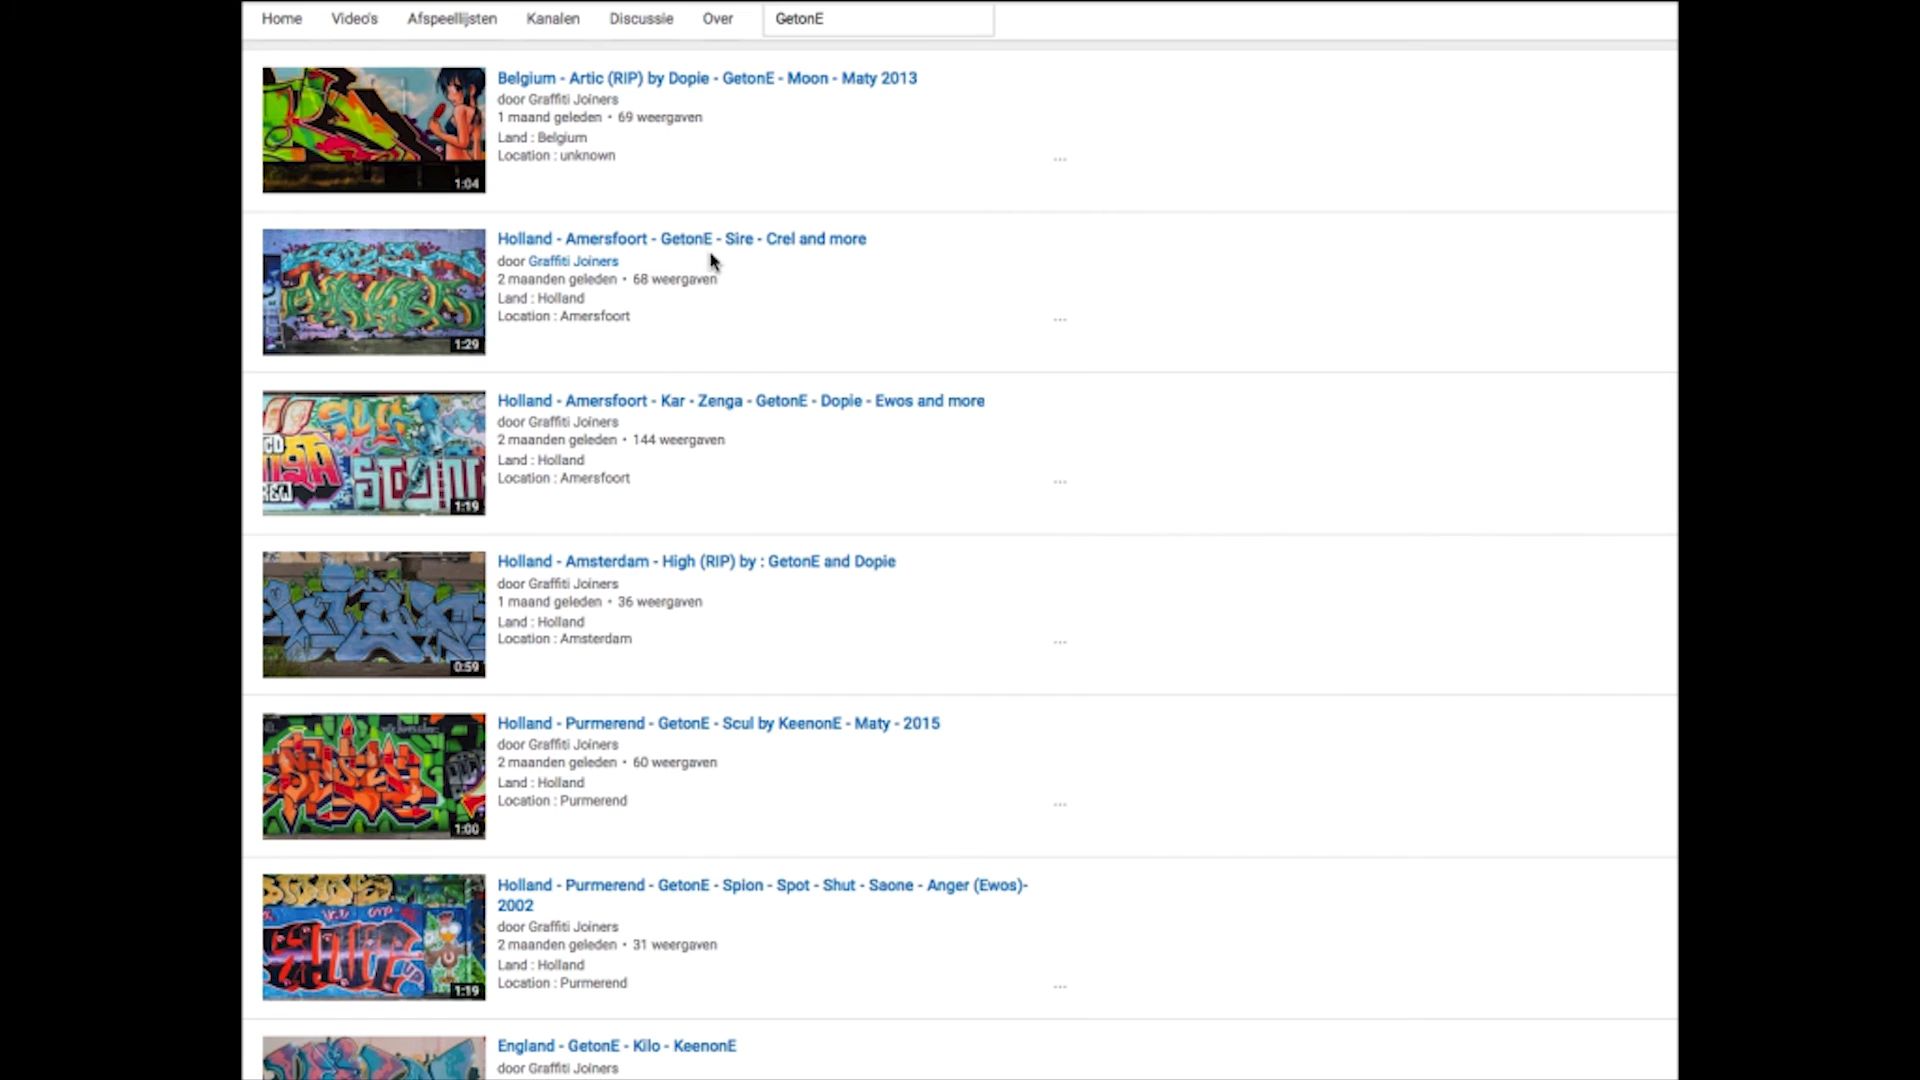 Home Video's Afspeellijsten Kanalen Discussie Over GetonE
Belgium - Artic (RIP) by Dopie - GetonE - Moon - Maty 2013
door Graffiti Joiners
1 maand geleden • 69 weergaven
Land : Belgium
Location : unknown
...
1:04
Holland - Amersfoort - GetonE - Sire - Crel and more
door Graffiti Joiners
2 maanden geleden • 68 weergaven
Land : Holland
Location : Amersfoort
...
1:29
Holland - Amersfoort - Kar - Zenga - GetonE - Dopie - Ewos and more
door Graffiti Joiners
2 maanden geleden • 144 weergaven
Land : Holland
Location : Amersfoort
...
1:19
Holland - Amsterdam - High (RIP) by : GetonE and Dopie
door Graffiti Joiners
1 maand geleden • 36 weergaven
Land : Holland
Location : Amsterdam
...
0:59
Holland - Purmerend - GetonE - Scul by KeenonE - Maty - 2015
door Graffiti Joiners
2 maanden geleden • 60 weergaven
Land : Holland
Location : Purmerend
...
1:00
Holland - Purmerend - GetonE - Spion - Spot - Shut - Saone - Anger (Ewos)-
2002
door Graffiti Joiners
2 maanden geleden • 31 weergaven
Land : Holland
Location : Purmerend
...
1:19
England - GetonE - Kilo - KeenonE
door Graffiti Joiners